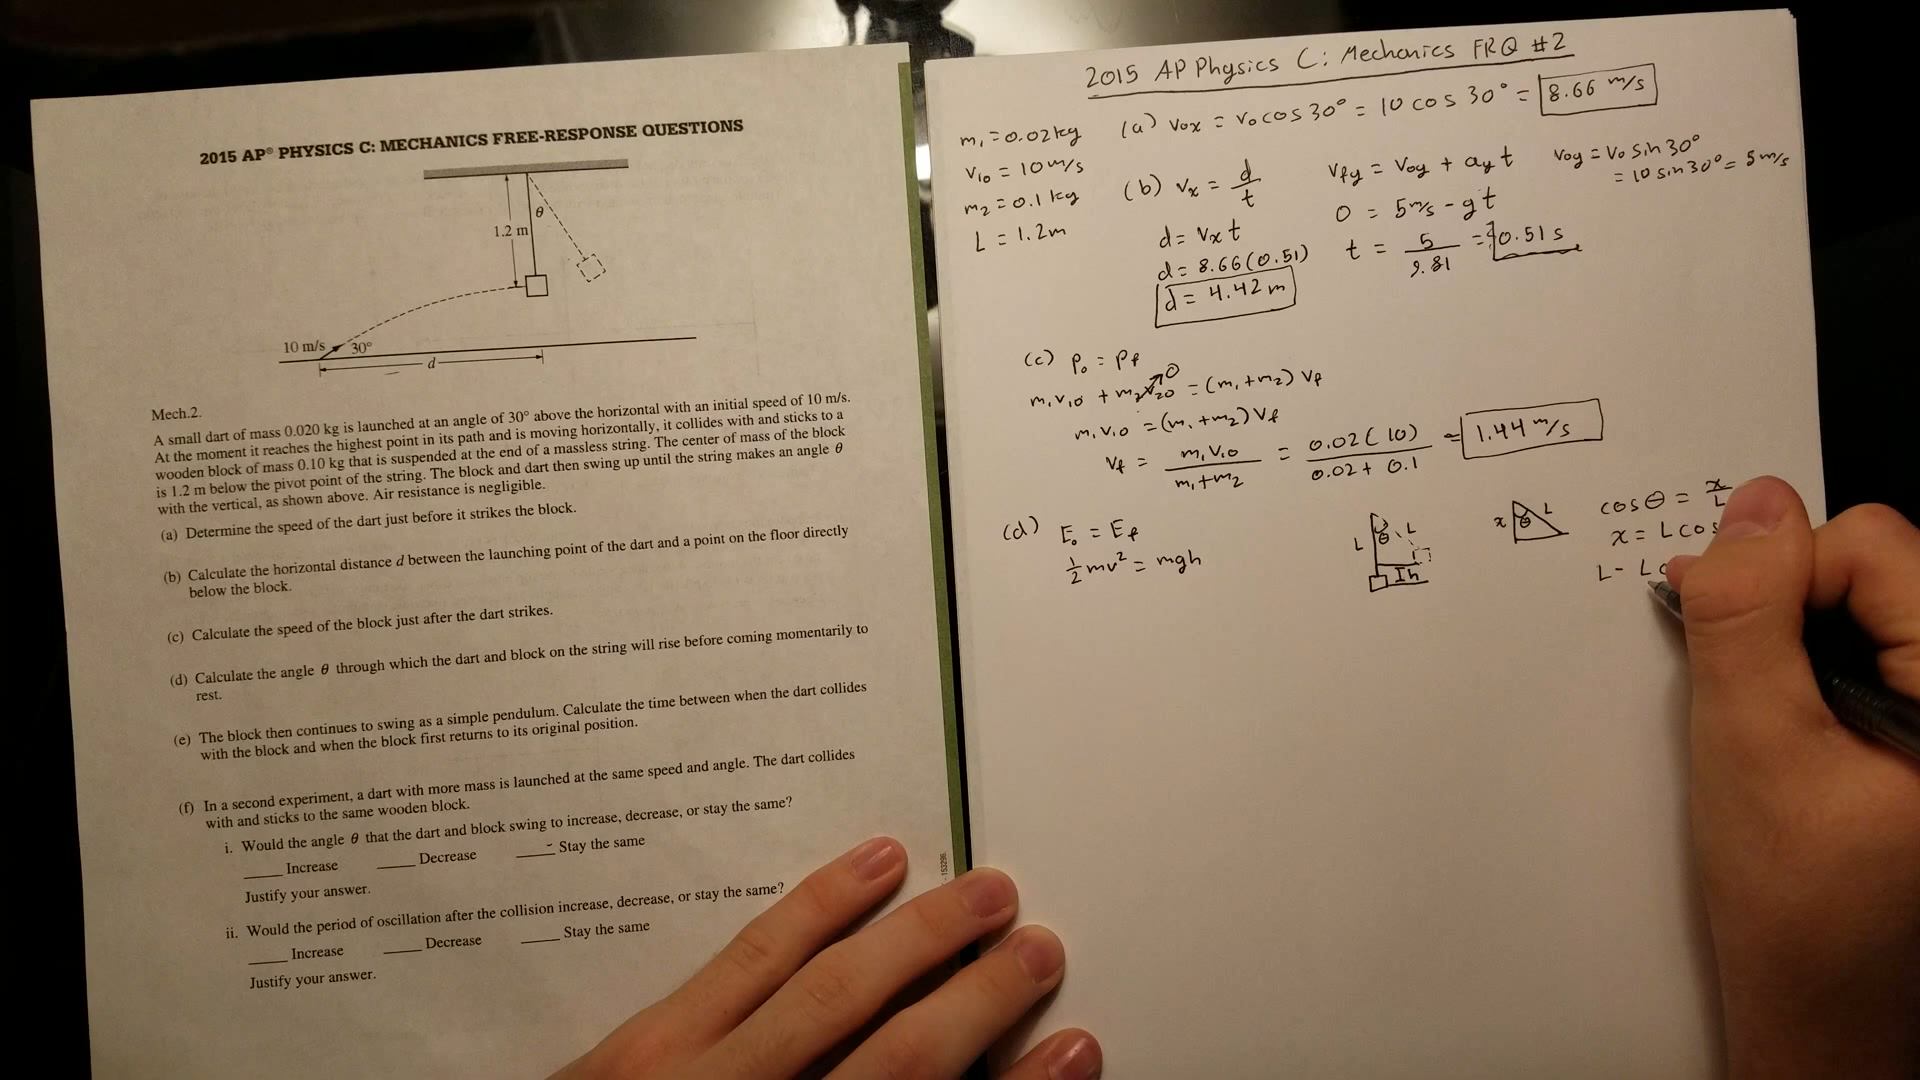 2015 AP® PHYSICS C: MECHANICS FREE-RESPONSE QUESTIONS
θ
1.2 m
10 m/s
30°
d
Mech.2.
A small dart of mass 0.020 kg is launched at an angle of 30° above the horizontal with an initial speed of 10 m/s.
At the moment it reaches the highest point in its path and is moving horizontally, it collides with and sticks to a
wooden block of mass 0.10 kg that is suspended at the end of a massless string. The center of mass of the block
is 1.2 m below the pivot point of the string. The block and dart then swing up until the string makes an angle θ
with the vertical, as shown above. Air resistance is negligible.
(a) Determine the speed of the dart just before it strikes the block.
(b) Calculate the horizontal distance d between the launching point of the dart and a point on the floor directly
below the block.
(c) Calculate the speed of the block just after the dart strikes.
(d) Calculate the angle θ through which the dart and block on the string will rise before coming momentarily to
rest.
(e) The block then continues to swing as a simple pendulum. Calculate the time between when the dart collides
with the block and when the block first returns to its original position.
(f) In a second experiment, a dart with more mass is launched at the same speed and angle. The dart collides
with and sticks to the same wooden block.
i. Would the angle θ that the dart and block swing to increase, decrease, or stay the same?
____ Increase ____ Decrease ____ Stay the same
Justify your answer.
ii. Would the period of oscillation after the collision increase, decrease, or stay the same?
____ Increase ____ Decrease ____ Stay the same
Justify your answer.
2015 AP Physics C: Mechanics FRQ #2
m₁ = 0.02 kg
v₁₀ = 10 m/s
m₂ = 0.1 kg
L = 1.2m
(a) v₀x = v₀ cos 30° = 10 cos 30° = 8.66 m/s
(b) vx = d/t
d = vx t
d = 8.66(0.51)
d = 4.42 m
vfy = v₀y + ay t
0 = 5 m/s - gt
t = 5/9.81 = 0.51 s
v₀y = v₀ sin 30°
= 10 sin 30° = 5 m/s
(c) p₀ = pf
m₁v₁₀ + m₂v₂₀ 0 = (m₁+m₂) vf
m₁v₁₀ = (m₁+m₂) vf
vf = m₁v₁₀/m₁+m₂ = 0.02(10)/0.02+0.1 = 1.44 m/s
(d) E₀ = Ef
½mv² = mgh
L θ L
h
x θ L
cos θ = x/L
x = L cos
L -